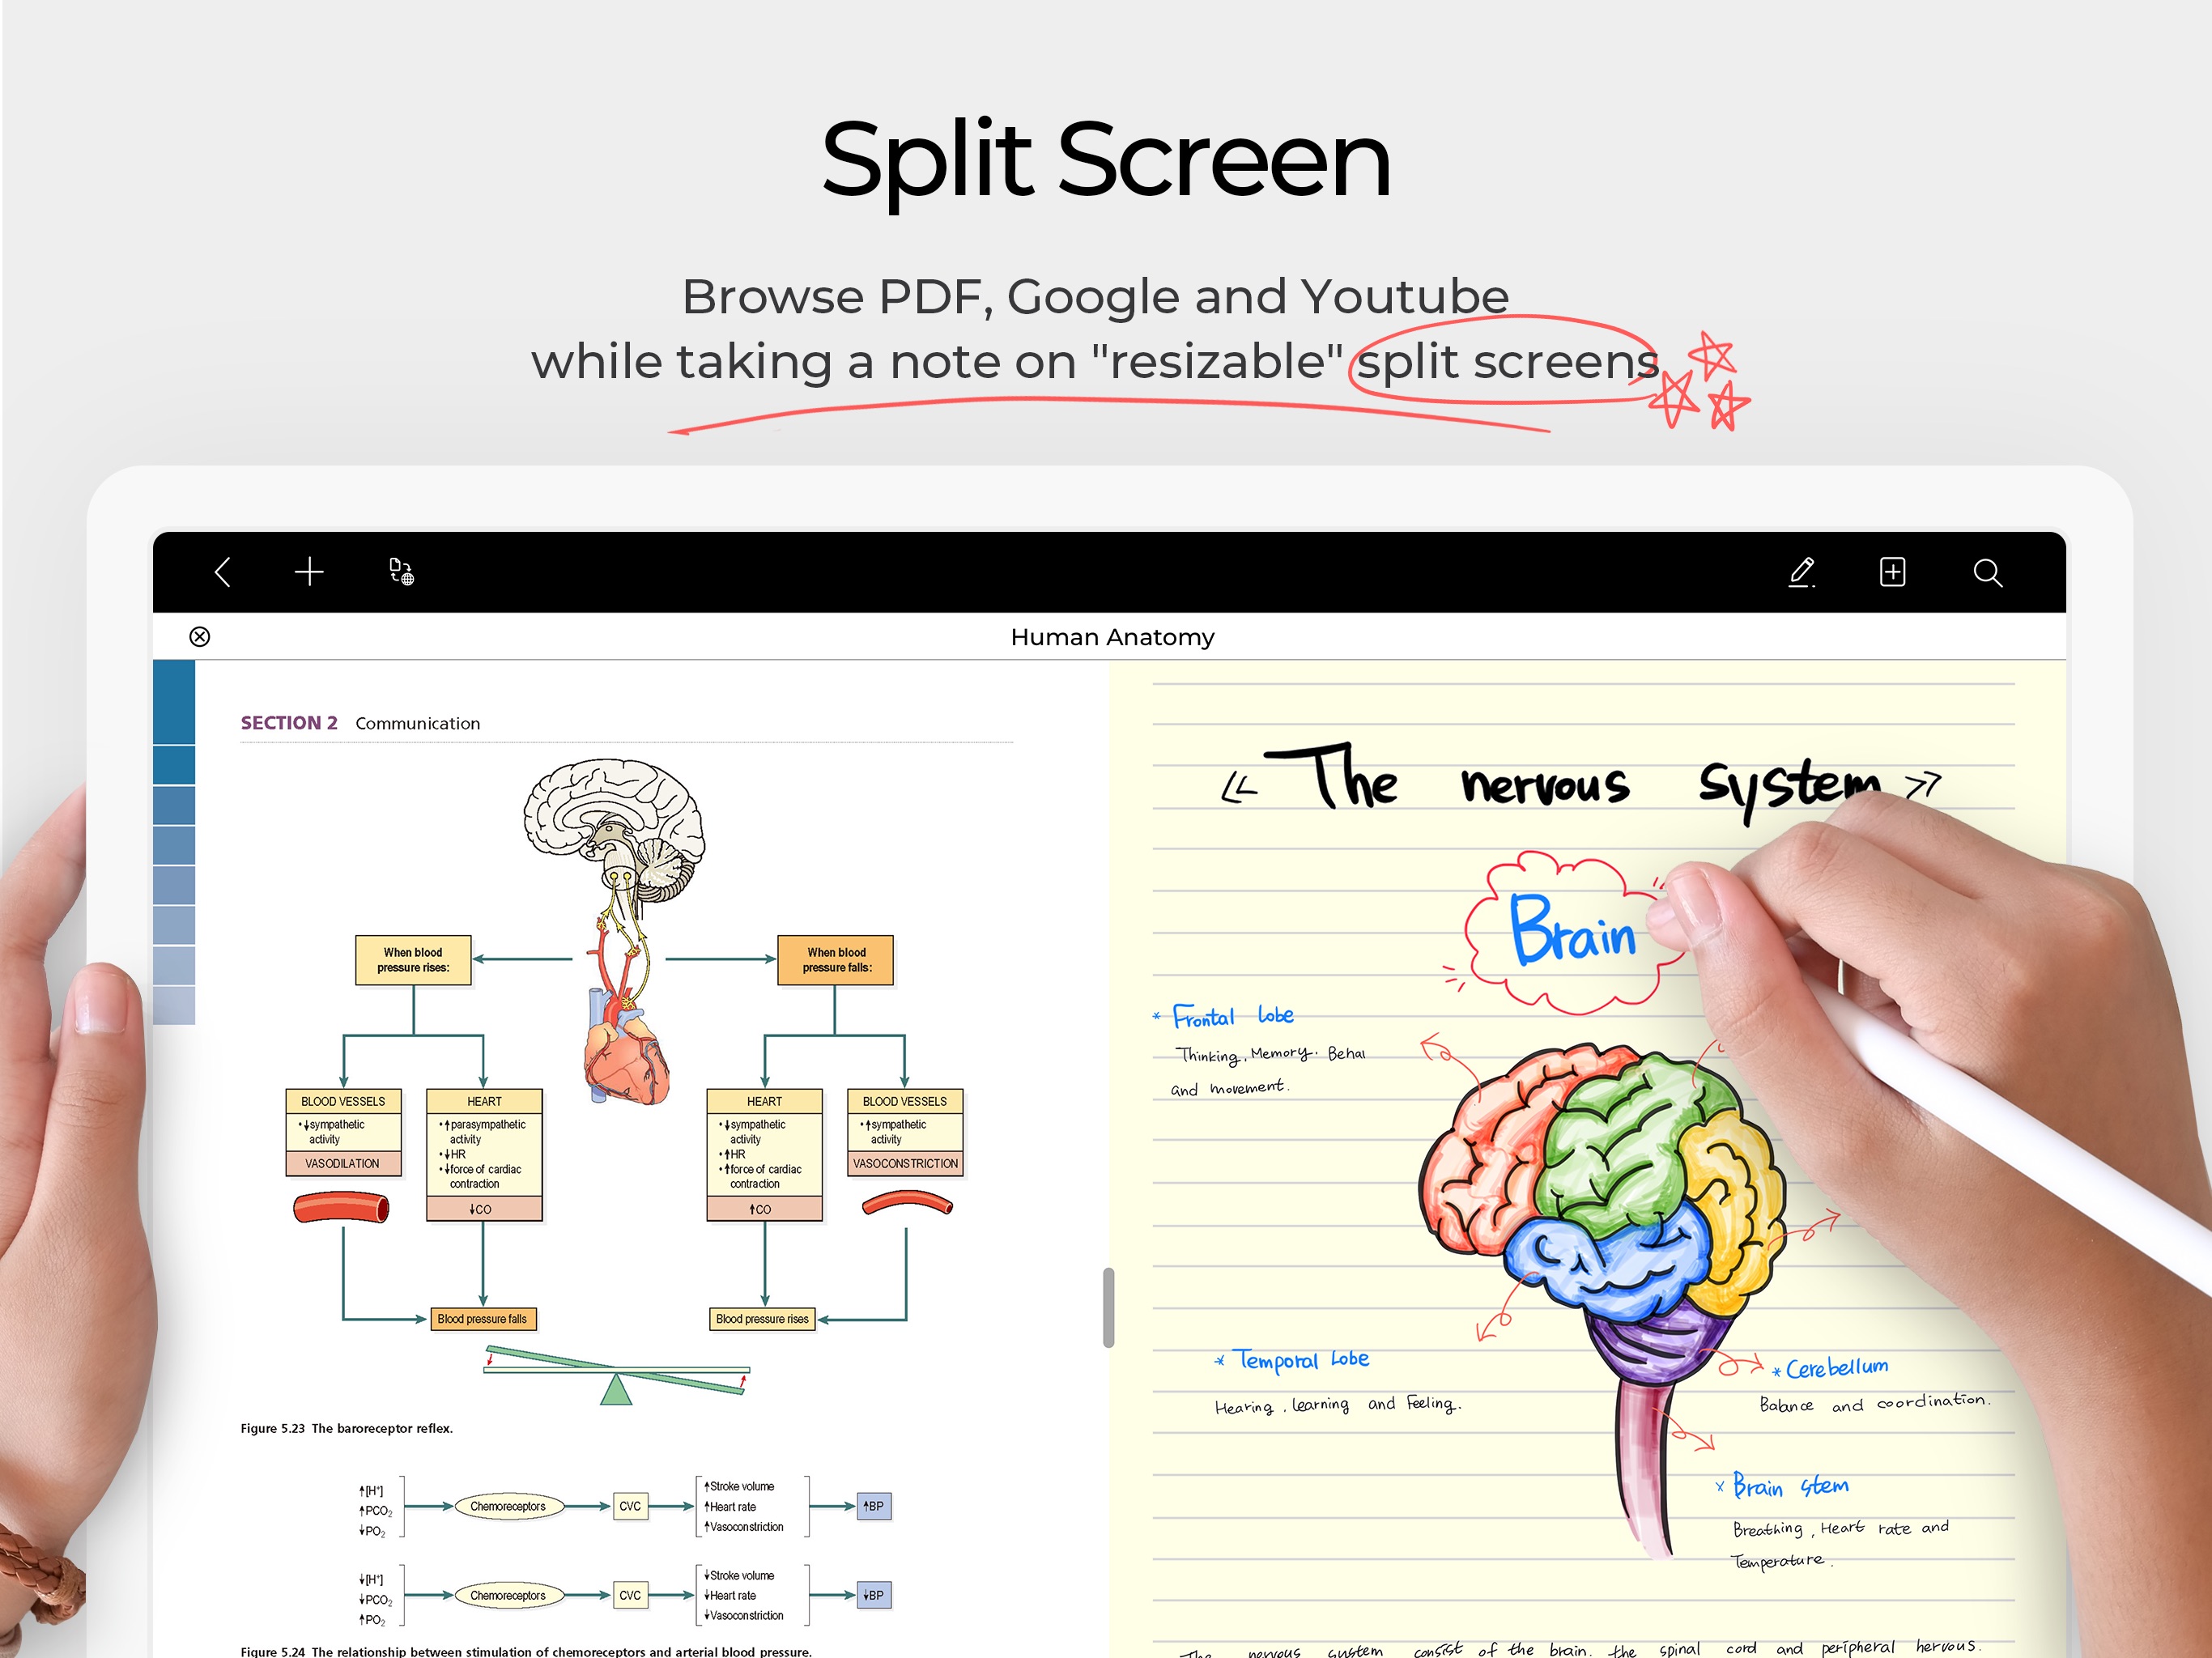 Split Screen
Browse PDF, Google and Youtube
while taking a note on "resizable" split screens
Human Anatomy
SECTION 2 Communication
When blood
pressure rises:
When blood
pressure falls:
BLOOD VESSELS
•↓sympathetic
activity
VASODILATION
HEART
•↑parasympathetic
activity
•↓HR
•↓force of cardiac
contraction
↓CO
HEART
•↓sympathetic
activity
•↑HR
•↑force of cardiac
contraction
↑CO
BLOOD VESSELS
•↑sympathetic
activity
VASOCONSTRICTION
Blood pressure falls
Blood pressure rises
Figure 5.23 The baroreceptor reflex.
↑[H⁺]
↑PCO₂
↓PO₂
Chemoreceptors
CVC
↑Stroke volume
↑Heart rate
↑Vasoconstriction
↑BP
↓[H⁺]
↓PCO₂
↑PO₂
Chemoreceptors
CVC
↓Stroke volume
↓Heart rate
↓Vasoconstriction
↓BP
Figure 5.24 The relationship between stimulation of chemoreceptors and arterial blood pressure.
<< The nervous system >>
Brain
* Frontal lobe
Thinking, Memory. Behai
and movement.
* Temporal Lobe
Hearing, learning and Feeling.
* Cerebellum
Balance and coordination.
* Brain stem
Breathing, Heart rate and
Temperature.
The nervous system consist of the brain, the spinal cord and peripheral nervous.